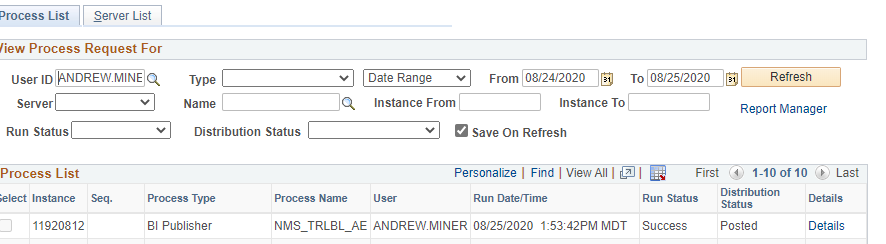 Process List Server List
View Process Request For
User ID ANDREW.MINE Type Date Range From 08/24/2020 31 To 08/25/2020 31 Refresh
Server Name Instance From Instance To Report Manager
Run Status Distribution Status Save On Refresh
Process List Personalize | Find | View All | First 1-10 of 10 Last
Select Instance Seq. Process Type Process Name User Run Date/Time Run Status Distribution Status Details
11920812 BI Publisher NMS_TRLBL_AE ANDREW.MINER 08/25/2020 1:53:42PM MDT Success Posted Details